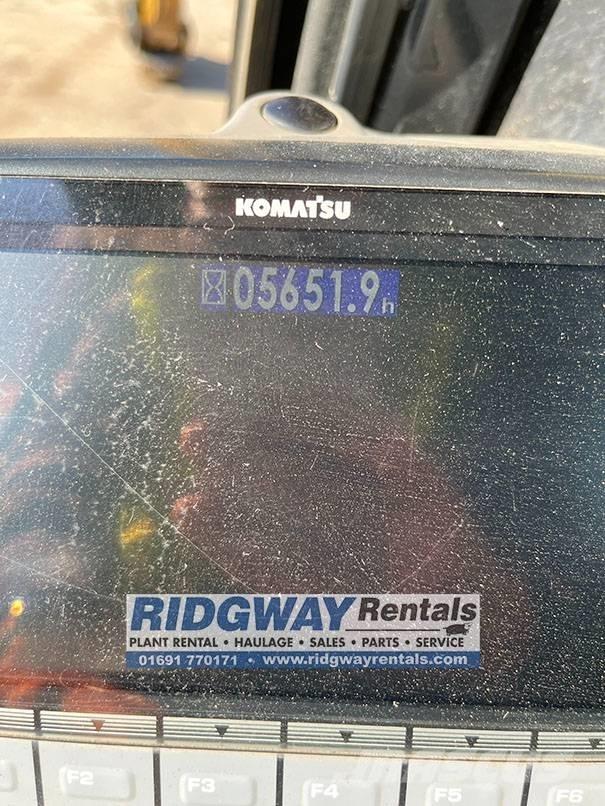 KOMATSU
05651.9h
RIDGWAY Rentals
PLANT RENTAL • HAULAGE • SALES • PARTS • SERVICE
01691 770171 • www.ridgwayrentals.com
F2 F3 F4 F5 F6